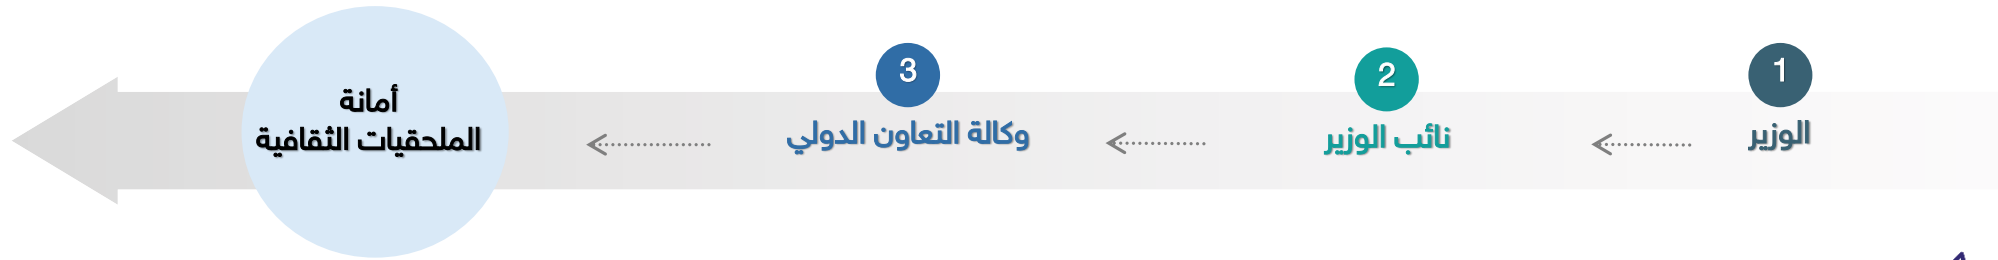 1
الوزير
2
نائب الوزير
3
وكالة التعاون الدولي
أمانة
الملحقيات الثقافية